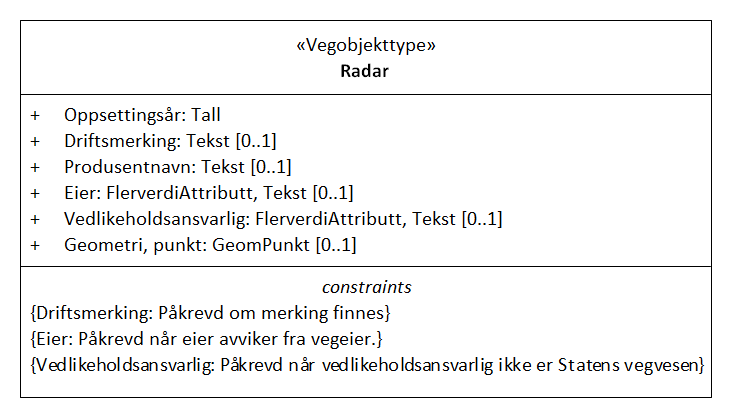 «Vegobjekttype»
Radar
+ Oppsettingsår: Tall
+ Driftsmerking: Tekst [0..1]
+ Produsentnavn: Tekst [0..1]
+ Eier: FlerverdiAttributt, Tekst [0..1]
+ Vedlikeholdsansvarlig: FlerverdiAttributt, Tekst [0..1]
+ Geometri, punkt: GeomPunkt [0..1]
constraints
{Driftsmerking: Påkrevd om merking finnes}
{Eier: Påkrevd når eier avviker fra vegeier.}
{Vedlikeholdsansvarlig: Påkrevd når vedlikeholdsansvarlig ikke er Statens vegvesen}